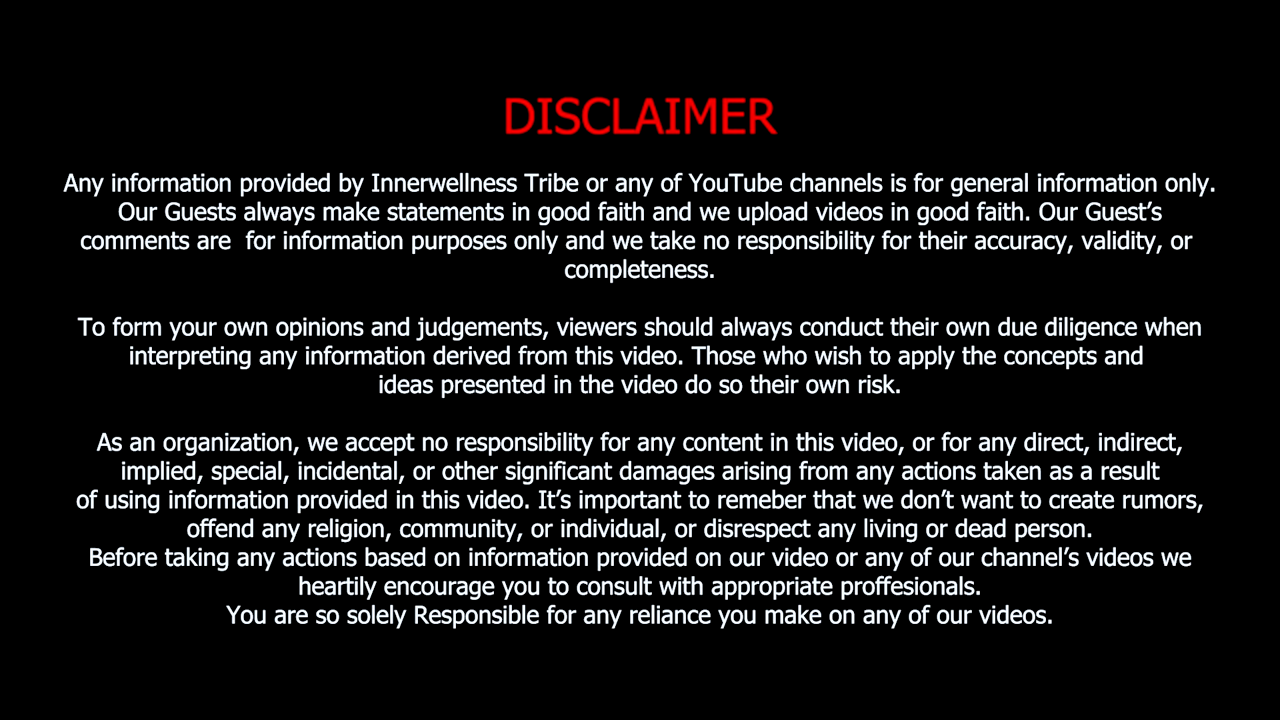 DISCLAIMER
Any information provided by Innerwellness Tribe or any of YouTube channels is for general information only.
Our Guests always make statements in good faith and we upload videos in good faith. Our Guest’s
comments are  for information purposes only and we take no responsibility for their accuracy, validity, or
completeness.
To form your own opinions and judgements, viewers should always conduct their own due diligence when
interpreting any information derived from this video. Those who wish to apply the concepts and
ideas presented in the video do so their own risk.
As an organization, we accept no responsibility for any content in this video, or for any direct, indirect,
implied, special, incidental, or other significant damages arising from any actions taken as a result
of using information provided in this video. It’s important to remeber that we don’t want to create rumors,
offend any religion, community, or individual, or disrespect any living or dead person.
Before taking any actions based on information provided on our video or any of our channel’s videos we
heartily encourage you to consult with appropriate proffesionals.
You are so solely Responsible for any reliance you make on any of our videos.